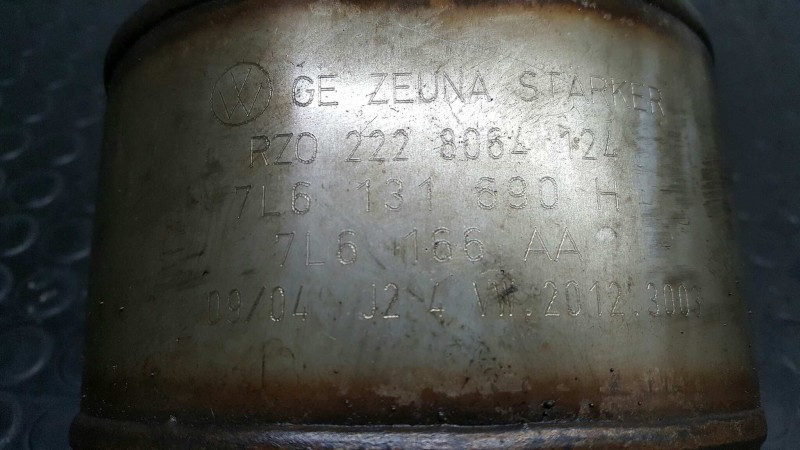 GE ZEUNA STARKER
RZO 222 8064 124
7L6 131 690 H
7L6 166 AA
09/04 J2 4 VW.2012.300